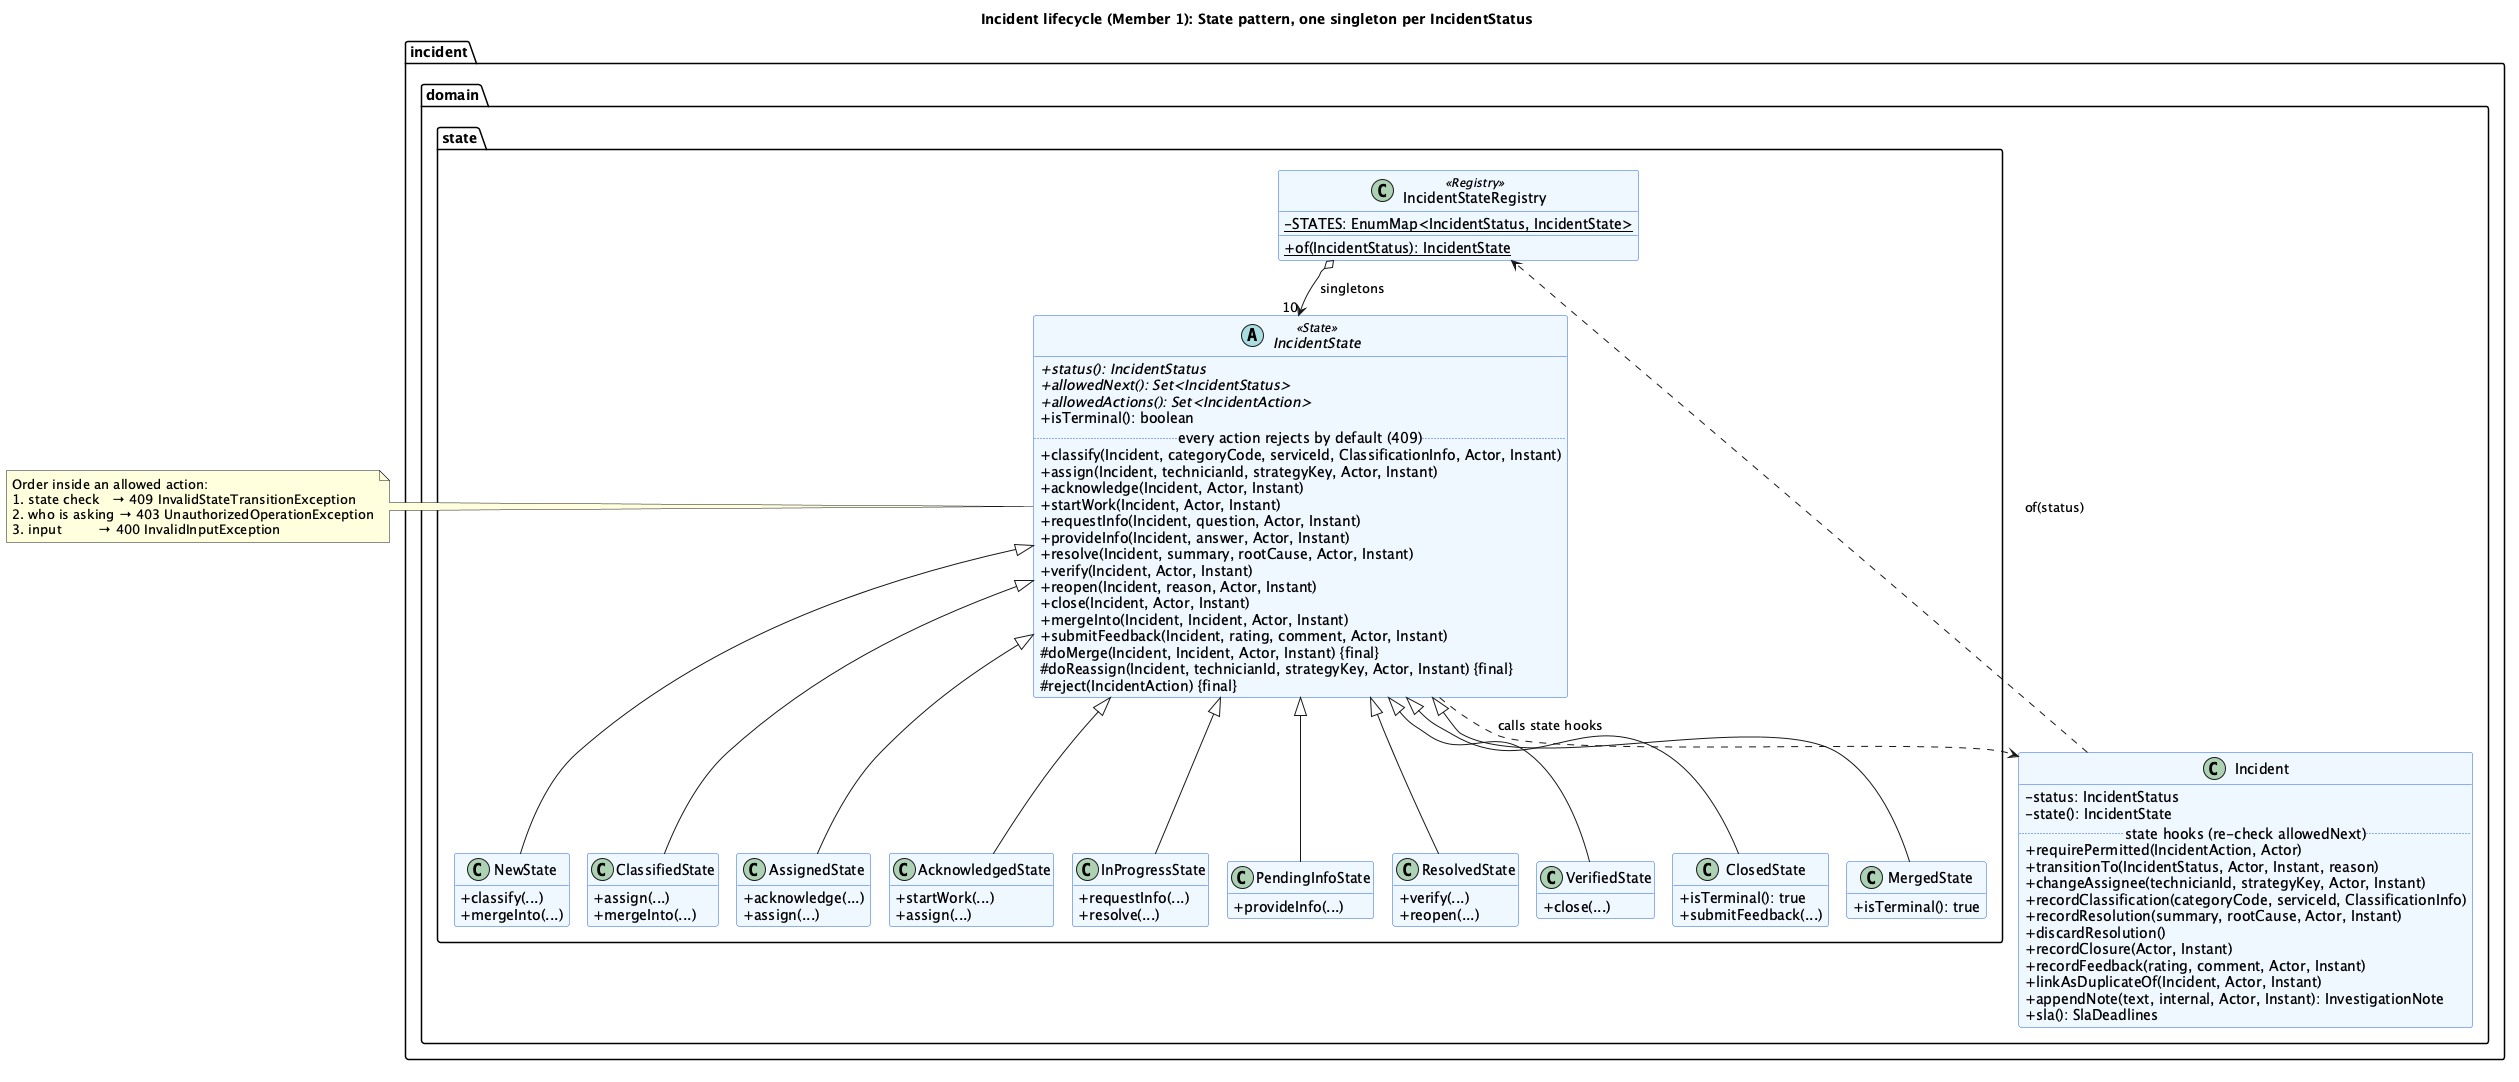 Incident lifecycle (Member 1): State pattern, one singleton per IncidentStatus
incident
domain
state
«Registry»
C IncidentStateRegistry
-STATES: EnumMap<IncidentStatus, IncidentState>
+of(IncidentStatus): IncidentState
singletons
10
«State»
A IncidentState
+status(): IncidentStatus
+allowedNext(): Set<IncidentStatus>
+allowedActions(): Set<IncidentAction>
+isTerminal(): boolean
every action rejects by default (409)
+classify(Incident, categoryCode, serviceId, ClassificationInfo, Actor, Instant)
+assign(Incident, technicianId, strategyKey, Actor, Instant)
+acknowledge(Incident, Actor, Instant)
+startWork(Incident, Actor, Instant)
+requestInfo(Incident, question, Actor, Instant)
+provideInfo(Incident, answer, Actor, Instant)
+resolve(Incident, summary, rootCause, Actor, Instant)
+verify(Incident, Actor, Instant)
+reopen(Incident, reason, Actor, Instant)
+close(Incident, Actor, Instant)
+mergeInto(Incident, Incident, Actor, Instant)
+submitFeedback(Incident, rating, comment, Actor, Instant)
#doMerge(Incident, Incident, Actor, Instant) {final}
#doReassign(Incident, technicianId, strategyKey, Actor, Instant) {final}
#reject(IncidentAction) {final}
Order inside an allowed action:
1. state check → 409 InvalidStateTransitionException
2. who is asking → 403 UnauthorizedOperationException
3. input → 400 InvalidInputException
of(status)
calls state hooks
C NewState
+classify(...)
+mergeInto(...)
C ClassifiedState
+assign(...)
+mergeInto(...)
C AssignedState
+acknowledge(...)
+assign(...)
C AcknowledgedState
+startWork(...)
+assign(...)
C InProgressState
+requestInfo(...)
+resolve(...)
C PendingInfoState
+provideInfo(...)
C ResolvedState
+verify(...)
+reopen(...)
C VerifiedState
+close(...)
C ClosedState
+isTerminal(): true
+submitFeedback(...)
C MergedState
+isTerminal(): true
C Incident
-status: IncidentStatus
-state(): IncidentState
state hooks (re-check allowedNext)
+requirePermitted(IncidentAction, Actor)
+transitionTo(IncidentStatus, Actor, Instant, reason)
+changeAssignee(technicianId, strategyKey, Actor, Instant)
+recordClassification(categoryCode, serviceId, ClassificationInfo)
+recordResolution(summary, rootCause, Actor, Instant)
+discardResolution()
+recordClosure(Actor, Instant)
+recordFeedback(rating, comment, Actor, Instant)
+linkAsDuplicateOf(Incident, Actor, Instant)
+appendNote(text, internal, Actor, Instant): InvestigationNote
+sla(): SlaDeadlines